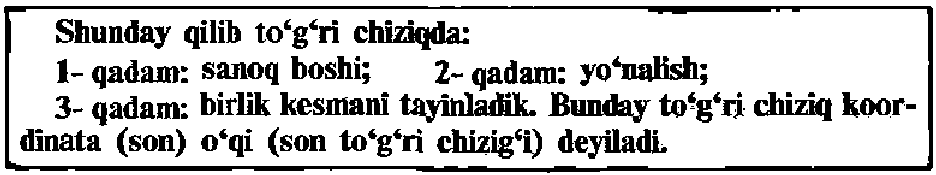 Shunday qilib to‘g‘ri chiziqda:
1- qadam: sanoq boshi; 2- qadam: yo‘nalish;
3- qadam: birlik kesmani tayinladik. Bunday to‘g‘ri chiziq koor-
dinata (son) o‘qi (son to‘g‘ri chizig‘i) deyiladi.